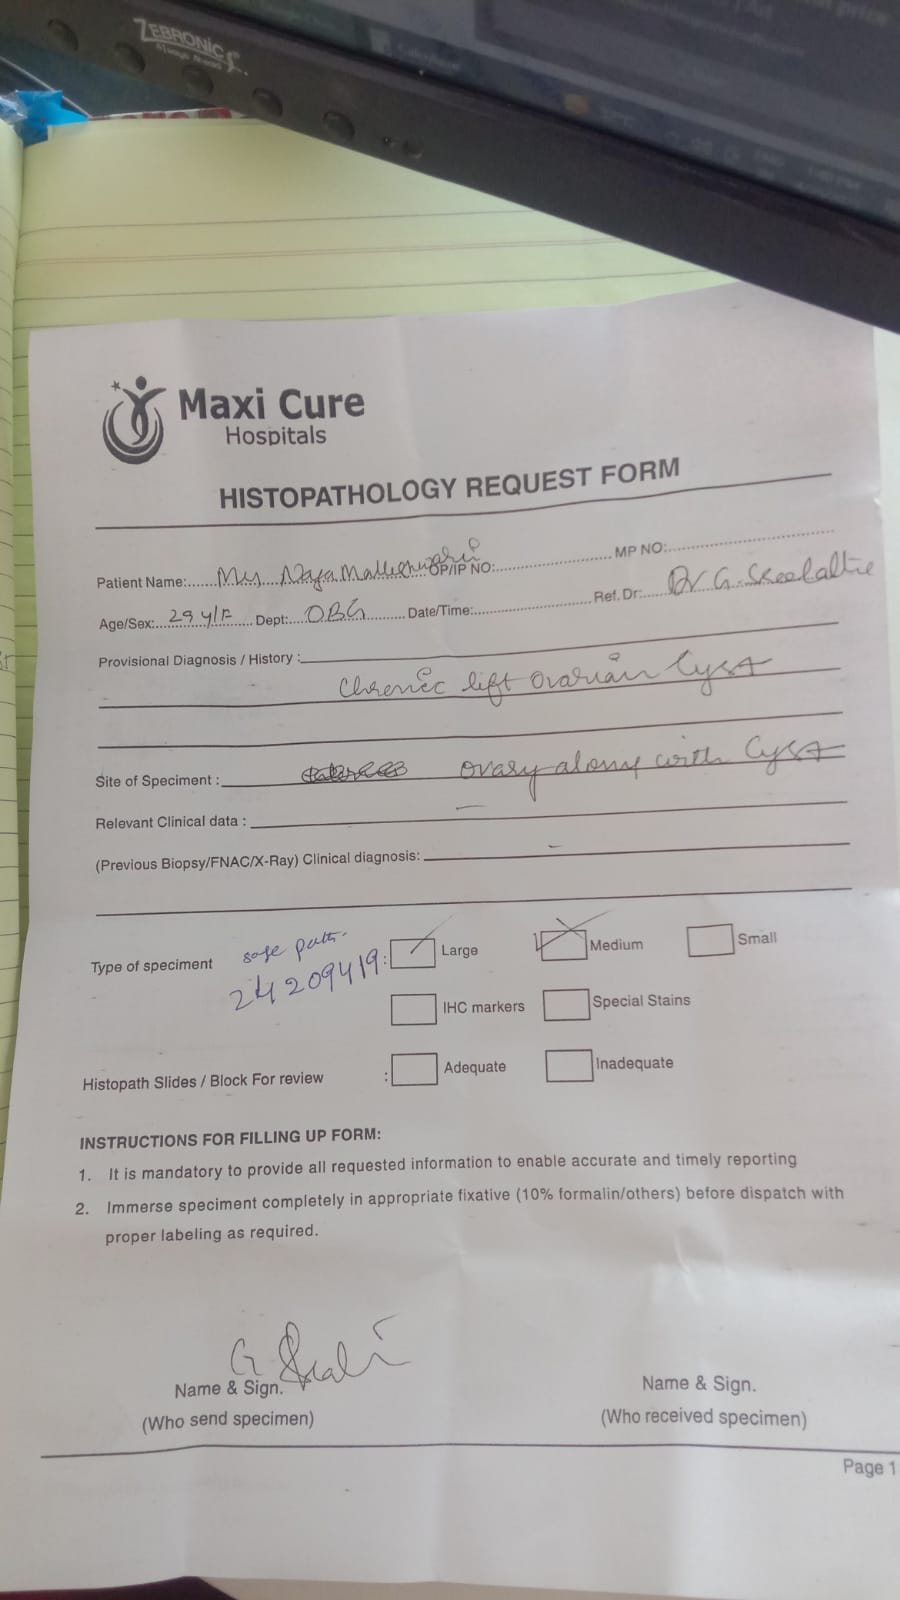 ZEBRONICS
Always Ahead
Maxi Cure
Hospitals
HISTOPATHOLOGY REQUEST FORM
Patient Name: Mrs. Naga OP/IP NO: MP NO:
Age/Sex: 29 y/F Dept: OBG Date/Time: Ref. Dr: Dr G.
Provisional Diagnosis / History :
Chronic left ovarian Cyst
Site of Speciment : ovary along with Cyst
Relevant Clinical data : —
(Previous Biopsy/FNAC/X-Ray) Clinical diagnosis: –
Type of speciment sage path. : Large Medium Small
24209419
IHC markers Special Stains
Histopath Slides / Block For review : Adequate Inadequate
INSTRUCTIONS FOR FILLING UP FORM:
1. It is mandatory to provide all requested information to enable accurate and timely reporting
2. Immerse speciment completely in appropriate fixative (10% formalin/others) before dispatch with
proper labeling as required.
Name & Sign. Name & Sign.
(Who send specimen) (Who received specimen)
Page 1